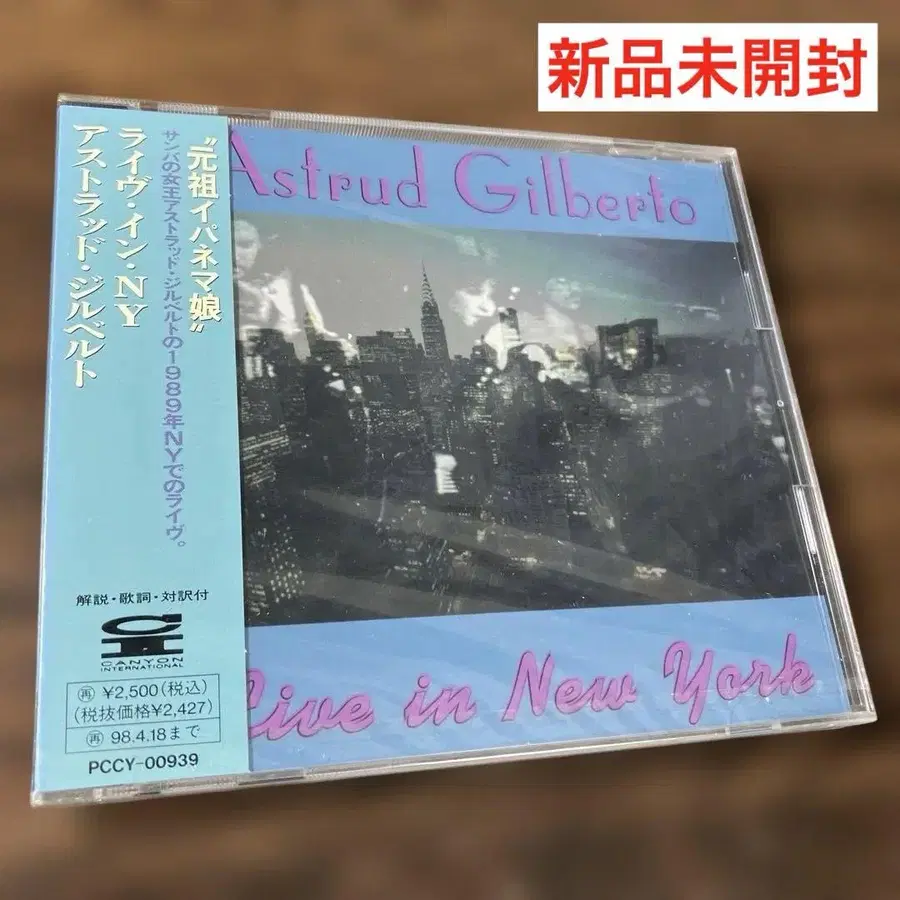 新品未開封
Astrud Gilberto
Live in New York
"元祖イパネマ娘"
サンバの女王アストラッド・ジルベルトの1989年NYでのライヴ。
ライヴ・イン・NY
アストラッド・ジルベルト
解説・歌詞・対訳付
CANYON
INTERNATIONAL
再 ¥2,500(税込)
(税抜価格¥2,427)
再 98.4.18まで
PCCY-00939